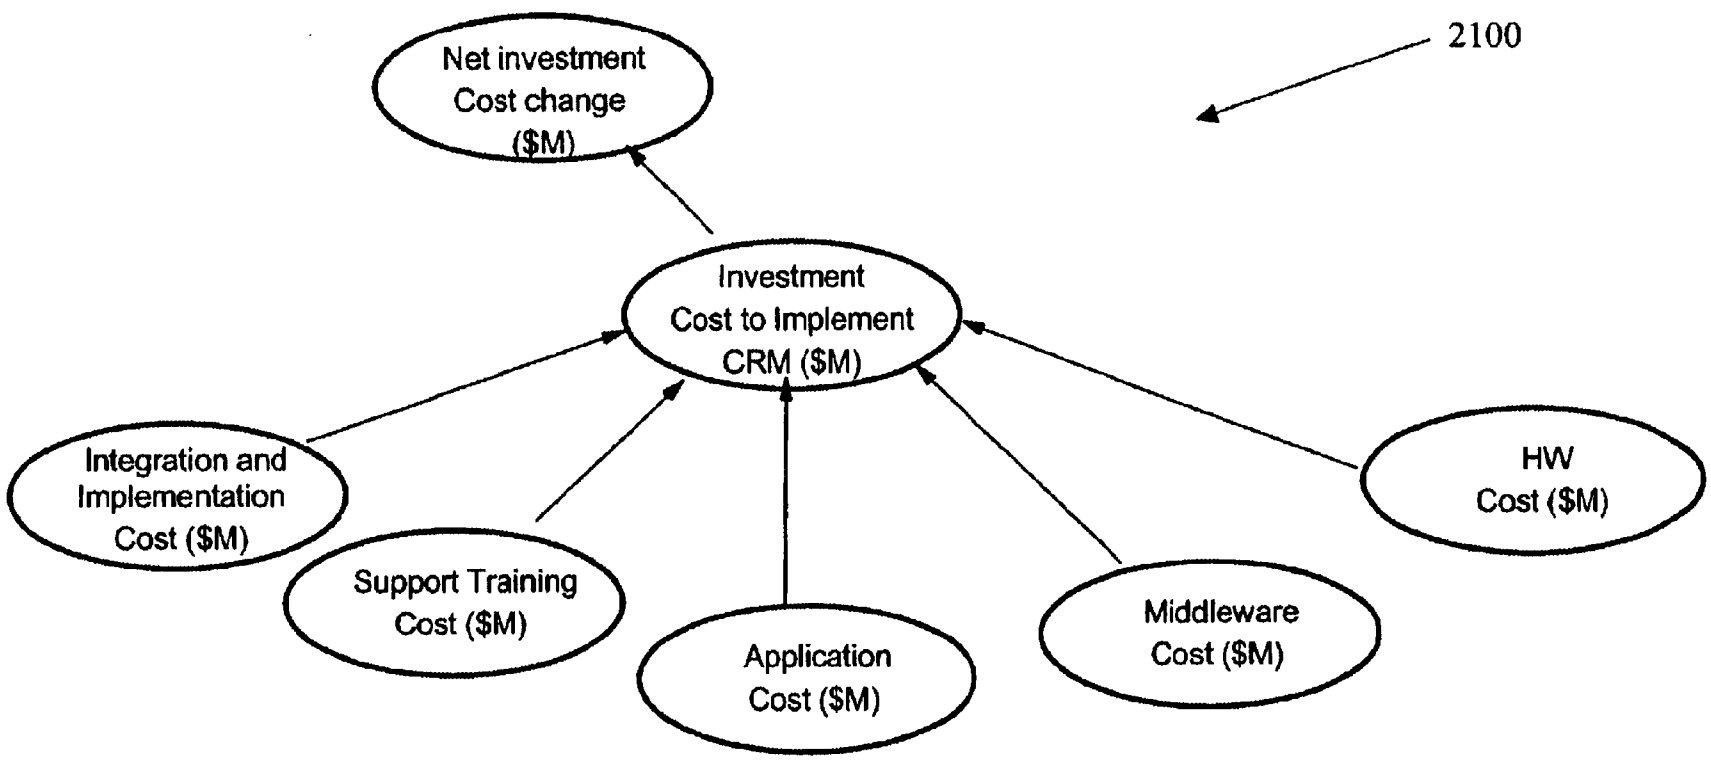 2100
Net investment
Cost change
($M)
Investment
Cost to Implement
CRM ($M)
Integration and
Implementation
Cost ($M)
Support Training
Cost ($M)
Application
Cost ($M)
Middleware
Cost ($M)
HW
Cost ($M)